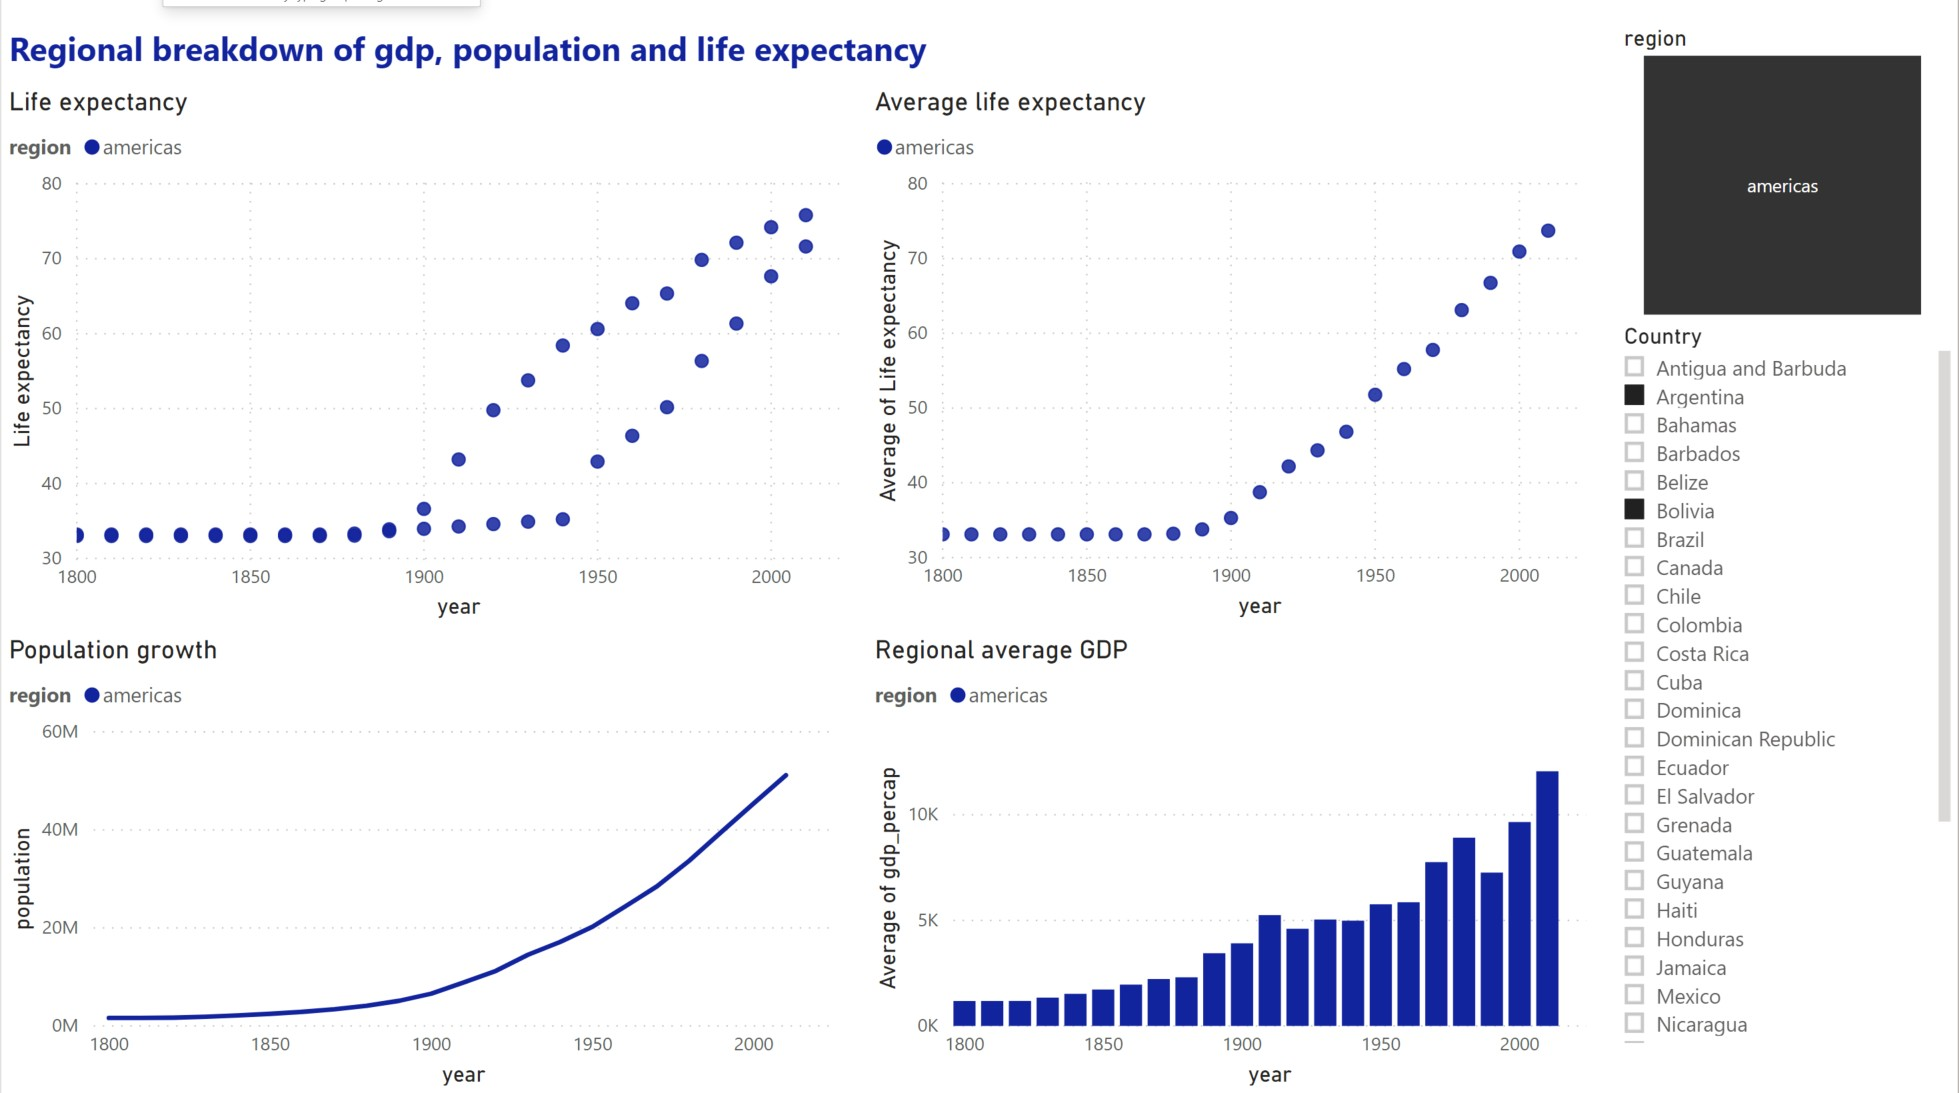 Regional breakdown of gdp, population and life expectancy
Life expectancy
region americas
80
70
60
50
40
30
Life expectancy
1800 1850 1900 1950 2000
year
Average life expectancy
americas
80
70
60
50
40
30
Average of Life expectancy
1800 1850 1900 1950 2000
year
Population growth
region americas
60M
40M
20M
0M
population
1800 1850 1900 1950 2000
year
Regional average GDP
region americas
10K
5K
0K
Average of gdp_percap
1800 1850 1900 1950 2000
year
region
americas
Country
Antigua and Barbuda
Argentina
Bahamas
Barbados
Belize
Bolivia
Brazil
Canada
Chile
Colombia
Costa Rica
Cuba
Dominica
Dominican Republic
Ecuador
El Salvador
Grenada
Guatemala
Guyana
Haiti
Honduras
Jamaica
Mexico
Nicaragua